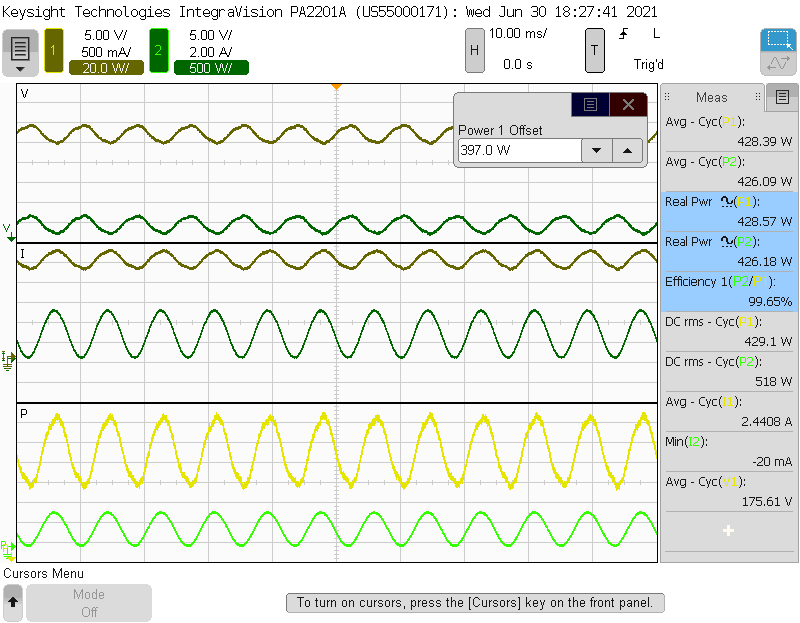 Keysight Technologies IntegraVision PA2201A (US55000171): Wed Jun 30 18:27:41 2021
1
5.00 V/
500 mA/
20.0 W/
2
5.00 V/
2.00 A/
500 W/
H
10.00 ms/
0.0 s
T
L
Trig'd
V
Power 1 Offset
397.0 W
V
I
I
P
P
Meas
Avg - Cyc(P1):
428.39 W
Avg - Cyc(P2):
426.09 W
Real Pwr (P1):
428.57 W
Real Pwr (P2):
426.18 W
Efficiency 1(P2/P1):
99.65%
DC rms - Cyc(P1):
429.1 W
DC rms - Cyc(P2):
518 W
Avg - Cyc(I1):
2.4408 A
Min(I2):
-20 mA
Avg - Cyc(V1):
175.61 V
Cursors Menu
Mode
Off
To turn on cursors, press the [Cursors] key on the front panel.